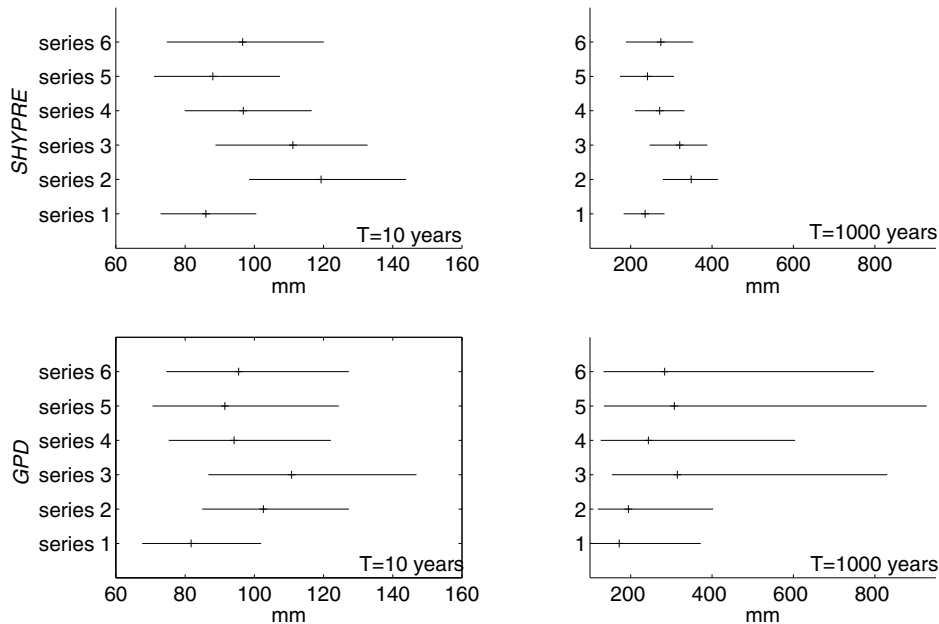 SHYPRE
series 6
series 5
series 4
series 3
series 2
series 1
T=10 years
60 80 100 120 140 160
mm
6
5
4
3
2
1
T=1000 years
200 400 600 800
mm
GPD
series 6
series 5
series 4
series 3
series 2
series 1
T=10 years
60 80 100 120 140 160
mm
6
5
4
3
2
1
T=1000 years
200 400 600 800
mm